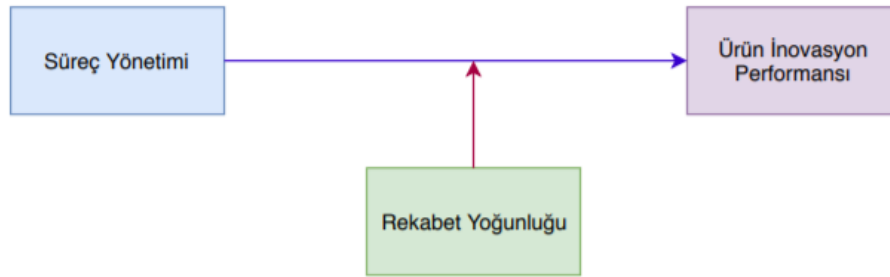 Süreç Yönetimi
Ürün İnovasyon
Performansı
Rekabet Yoğunluğu